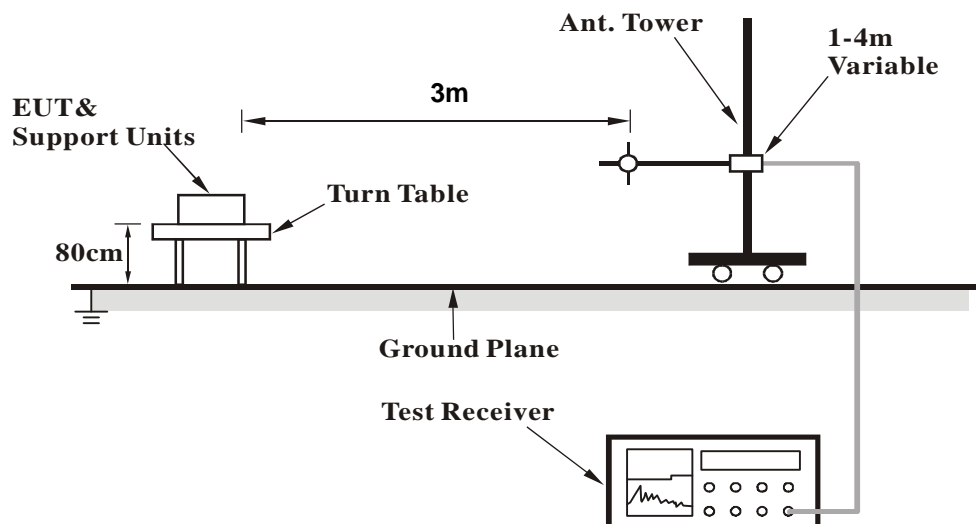 Ant. Tower
1-4m
Variable
3m
EUT&
Support Units
Turn Table
80cm
Ground Plane
Test Receiver